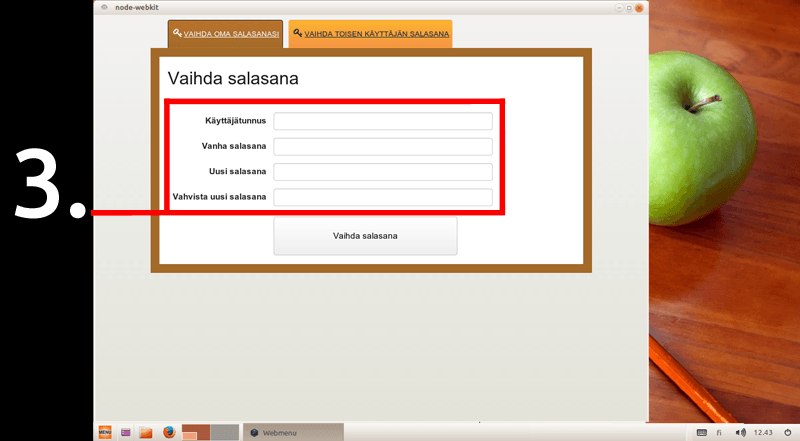 node-webkit
VAIHDA OMA SALASANASI
VAIHDA TOISEN KÄYTTÄJÄN SALASANA
Vaihda salasana
Käyttäjätunnus
Vanha salasana
Uusi salasana
Vahvista uusi salasana
3.
Vaihda salasana
MENU
Webmenu
fi
12.43